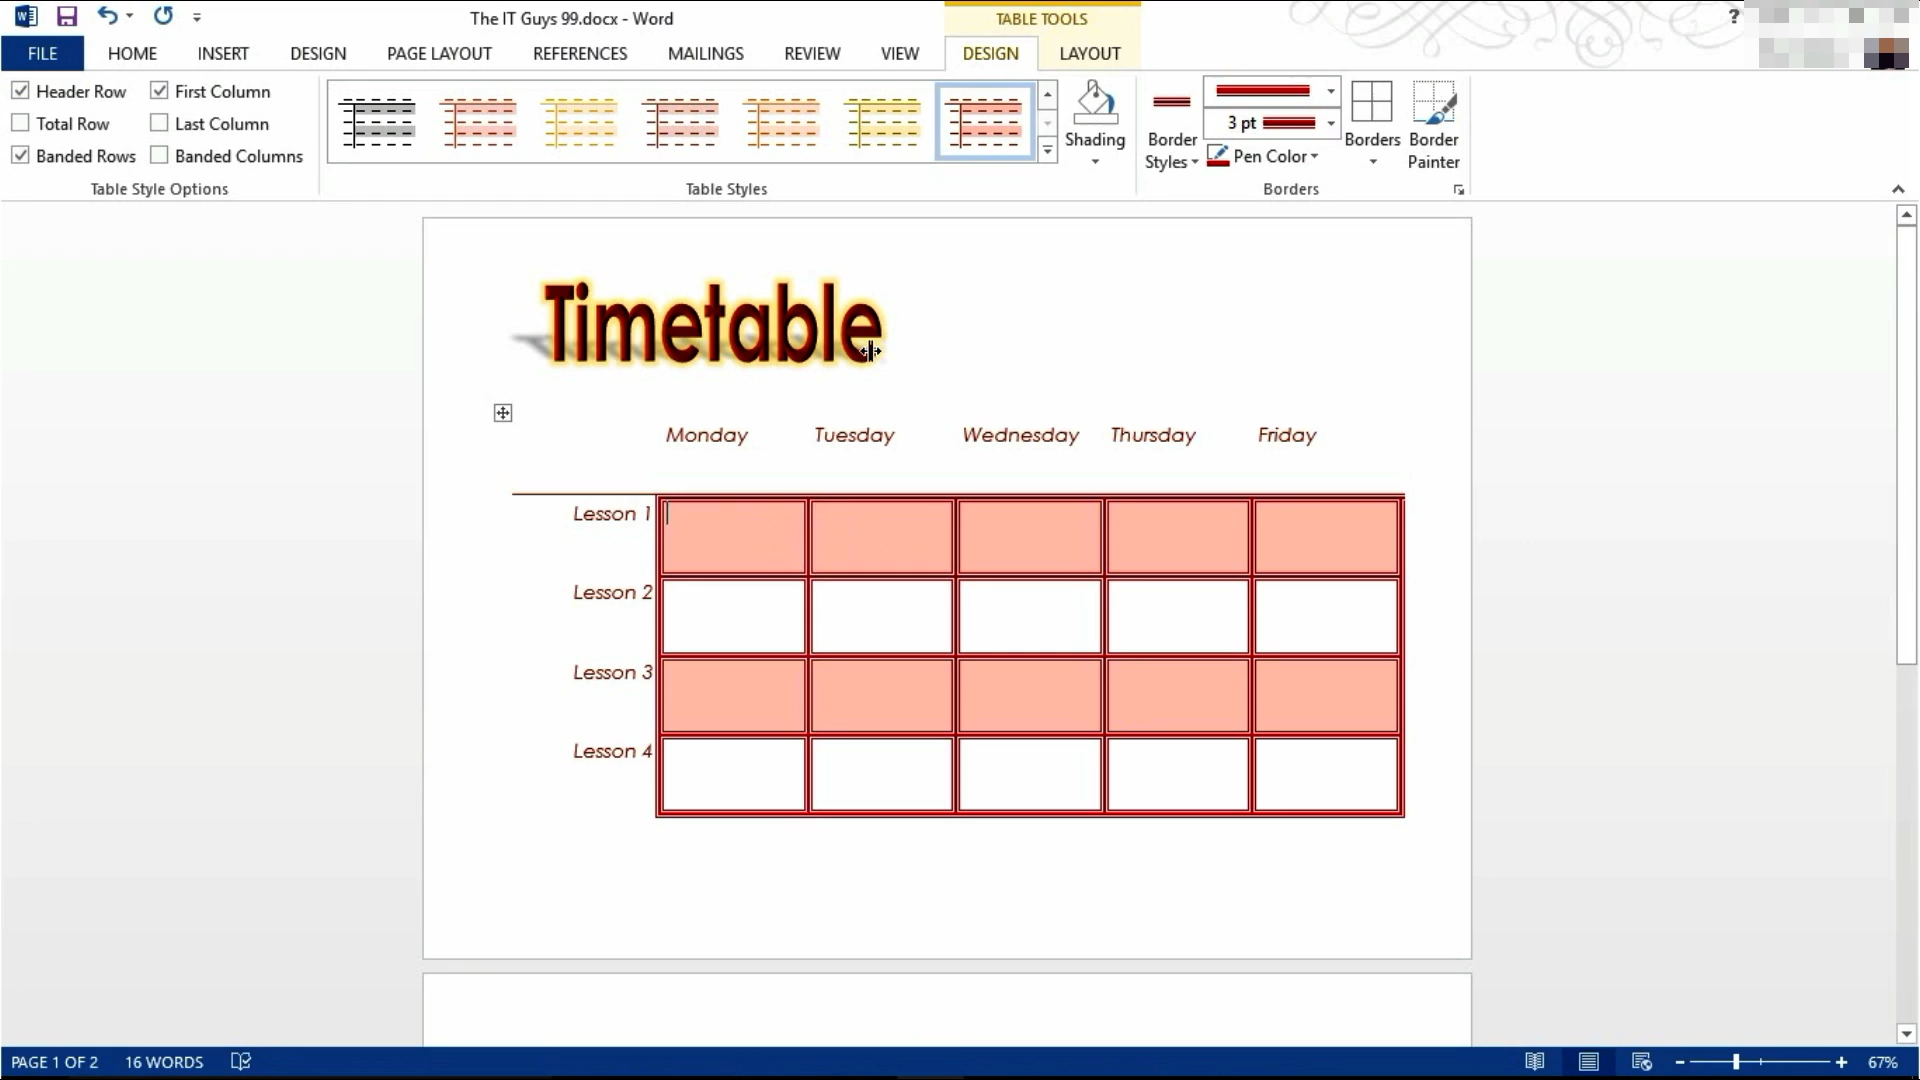 The IT Guys 99.docx - Word
TABLE TOOLS
?
FILE HOME INSERT DESIGN PAGE LAYOUT REFERENCES MAILINGS REVIEW VIEW DESIGN LAYOUT
Header Row First Column
Total Row Last Column
Banded Rows Banded Columns
Table Style Options
Table Styles
Shading
Border
Styles
3 pt
Pen Color
Borders
Border
Painter
Borders
Timetable
Monday Tuesday Wednesday Thursday Friday
Lesson 1
Lesson 2
Lesson 3
Lesson 4
PAGE 1 OF 2 16 WORDS 67%